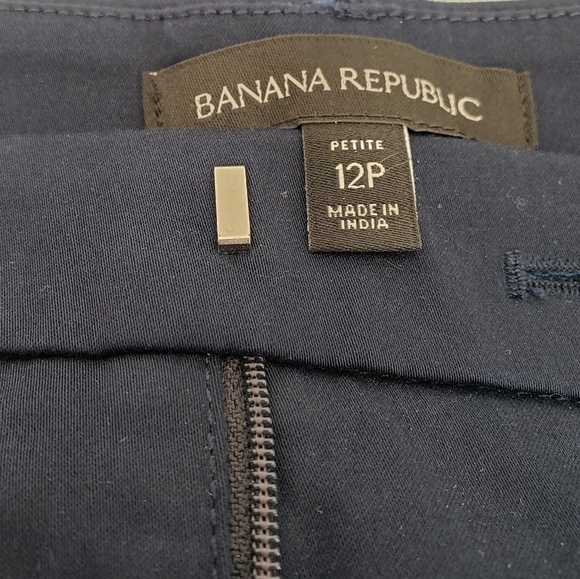 BANANA REPUBLIC
PETITE
12P
MADE IN
INDIA